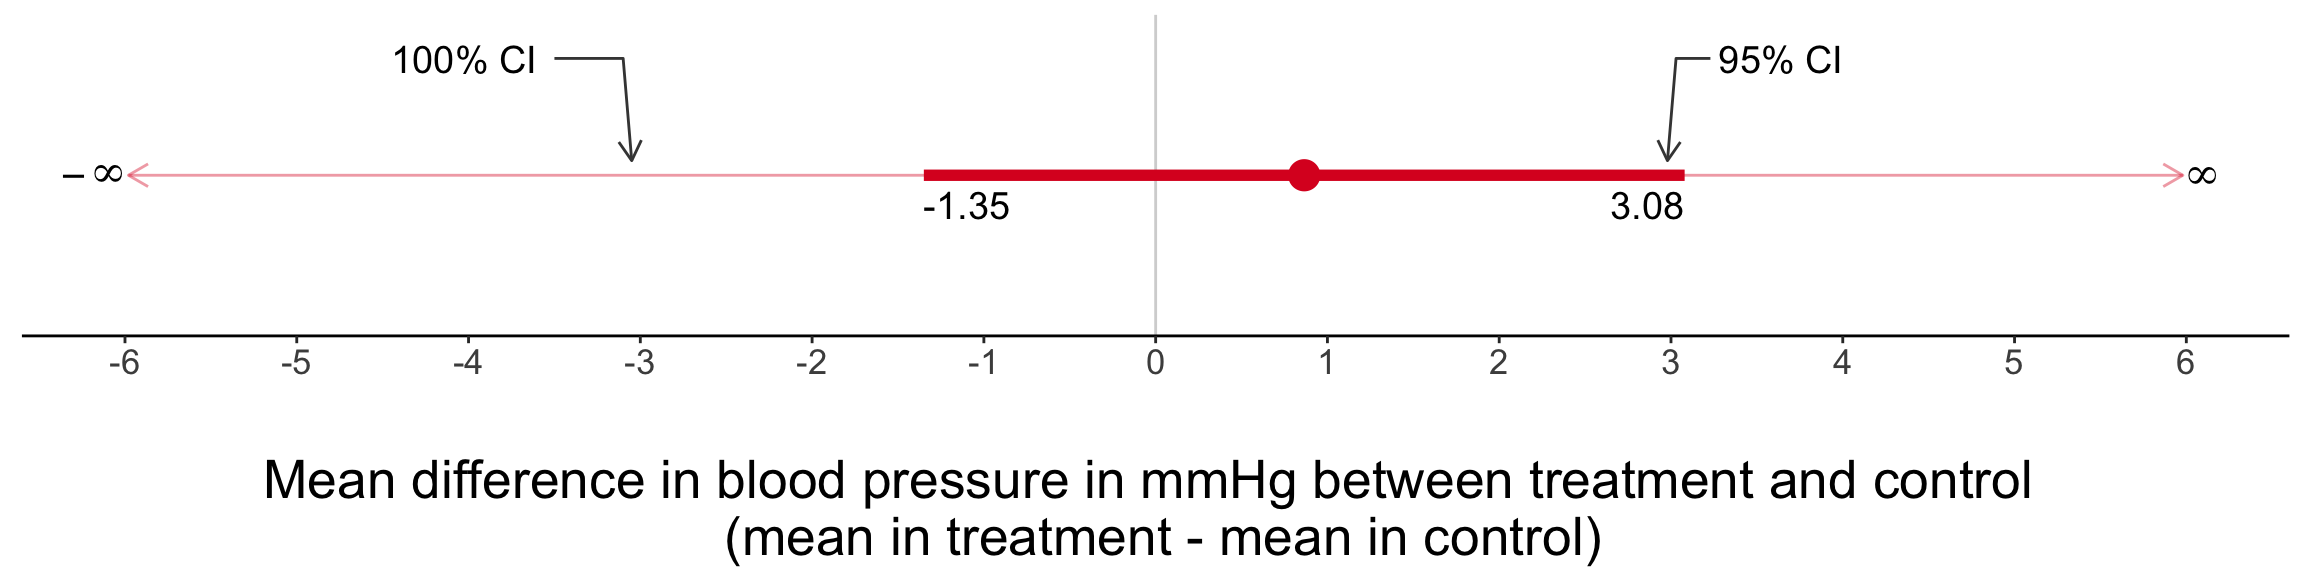 100% CI
95% CI
− ∞
∞
-1.35
3.08
-6 -5 -4 -3 -2 -1 0 1 2 3 4 5 6
Mean difference in blood pressure in mmHg between treatment and control
(mean in treatment - mean in control)